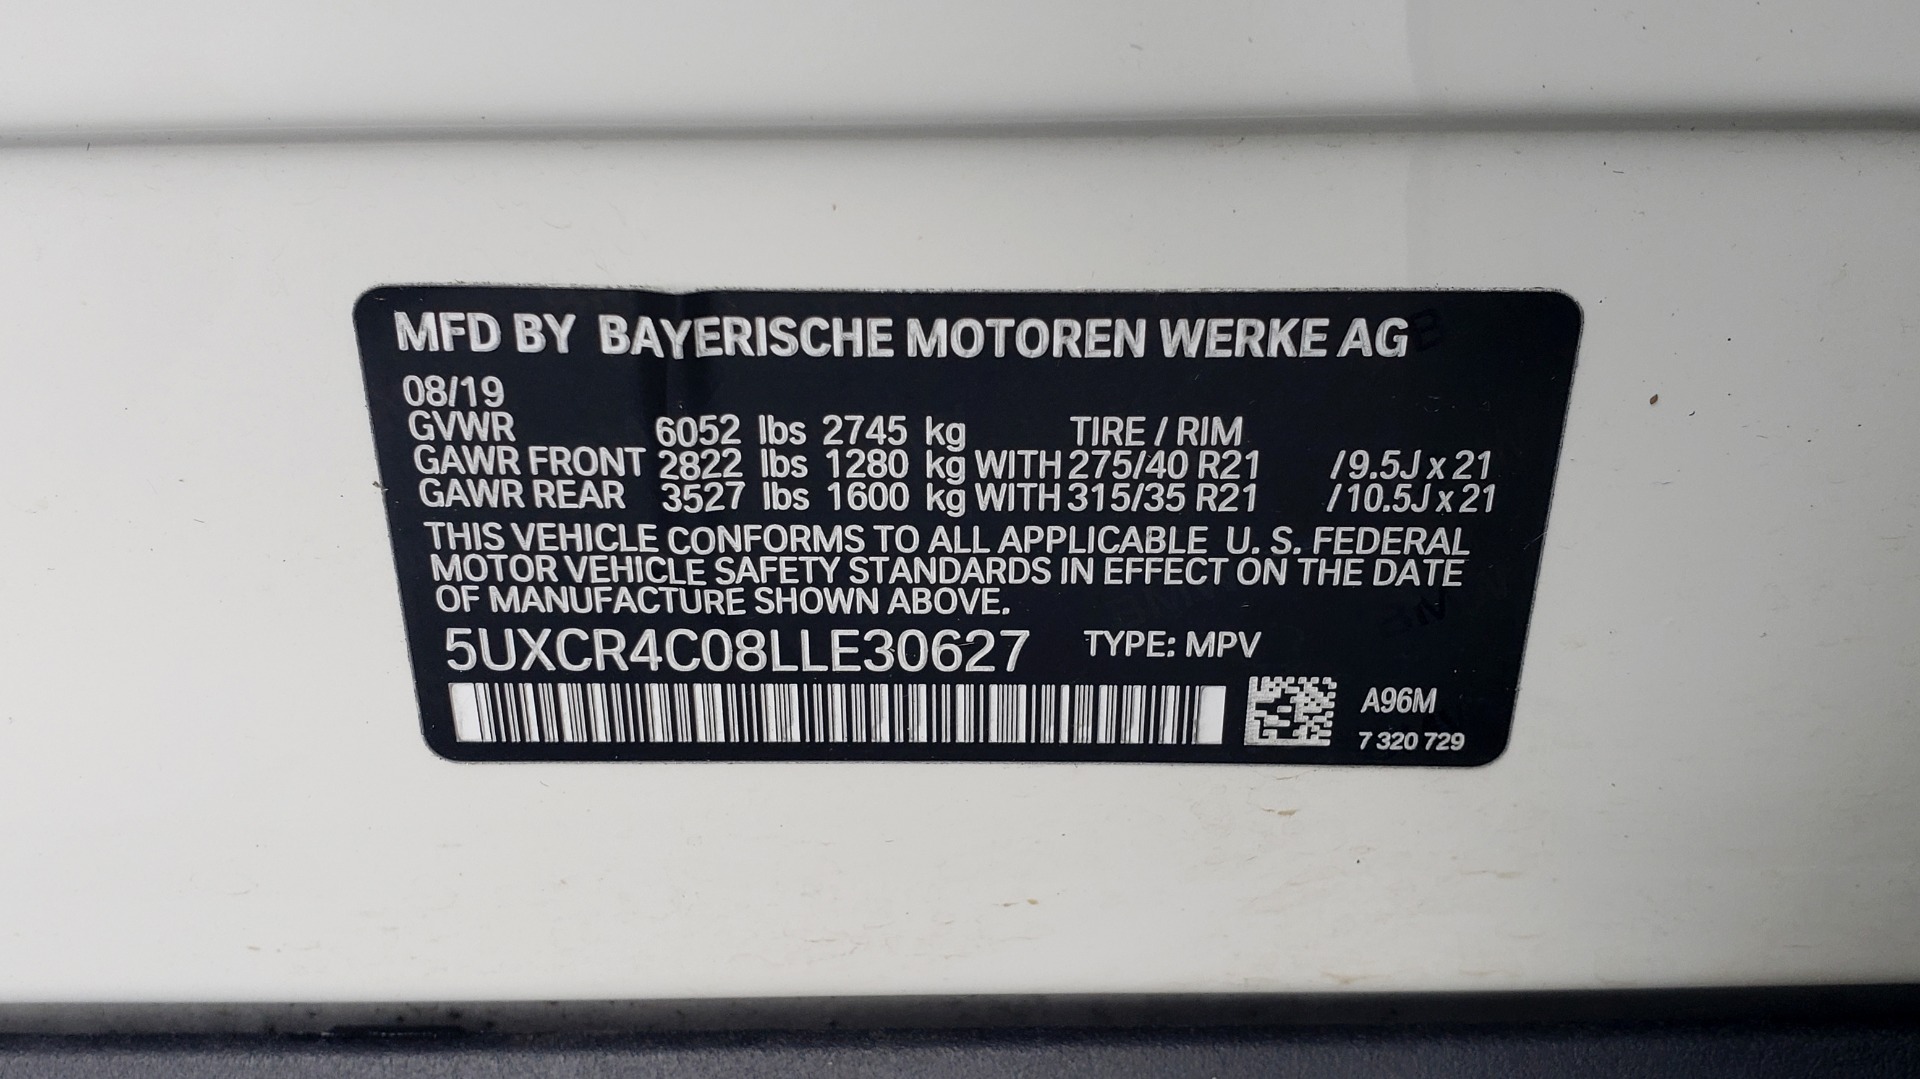 MFD BY BAYERISCHE MOTOREN WERKE AG
08/19
GVWR 6052 lbs 2745 kg TIRE / RIM
GAWR FRONT 2822 lbs 1280 kg WITH 275/40 R21 /9.5J x 21
GAWR REAR 3527 lbs 1600 kg WITH 315/35 R21 /10.5J x 21
THIS VEHICLE CONFORMS TO ALL APPLICABLE U. S. FEDERAL
MOTOR VEHICLE SAFETY STANDARDS IN EFFECT ON THE DATE
OF MANUFACTURE SHOWN ABOVE.
5UXCR4C08LLE30627 TYPE: MPV
A96M
7 320 729